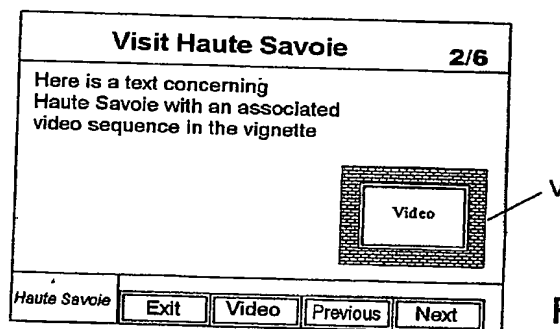 Visit Haute Savoie 2/6
Here is a text concerning
Haute Savoie with an associated
video sequence in the vignette
Video
V
Haute Savoie Exit Video Previous Next